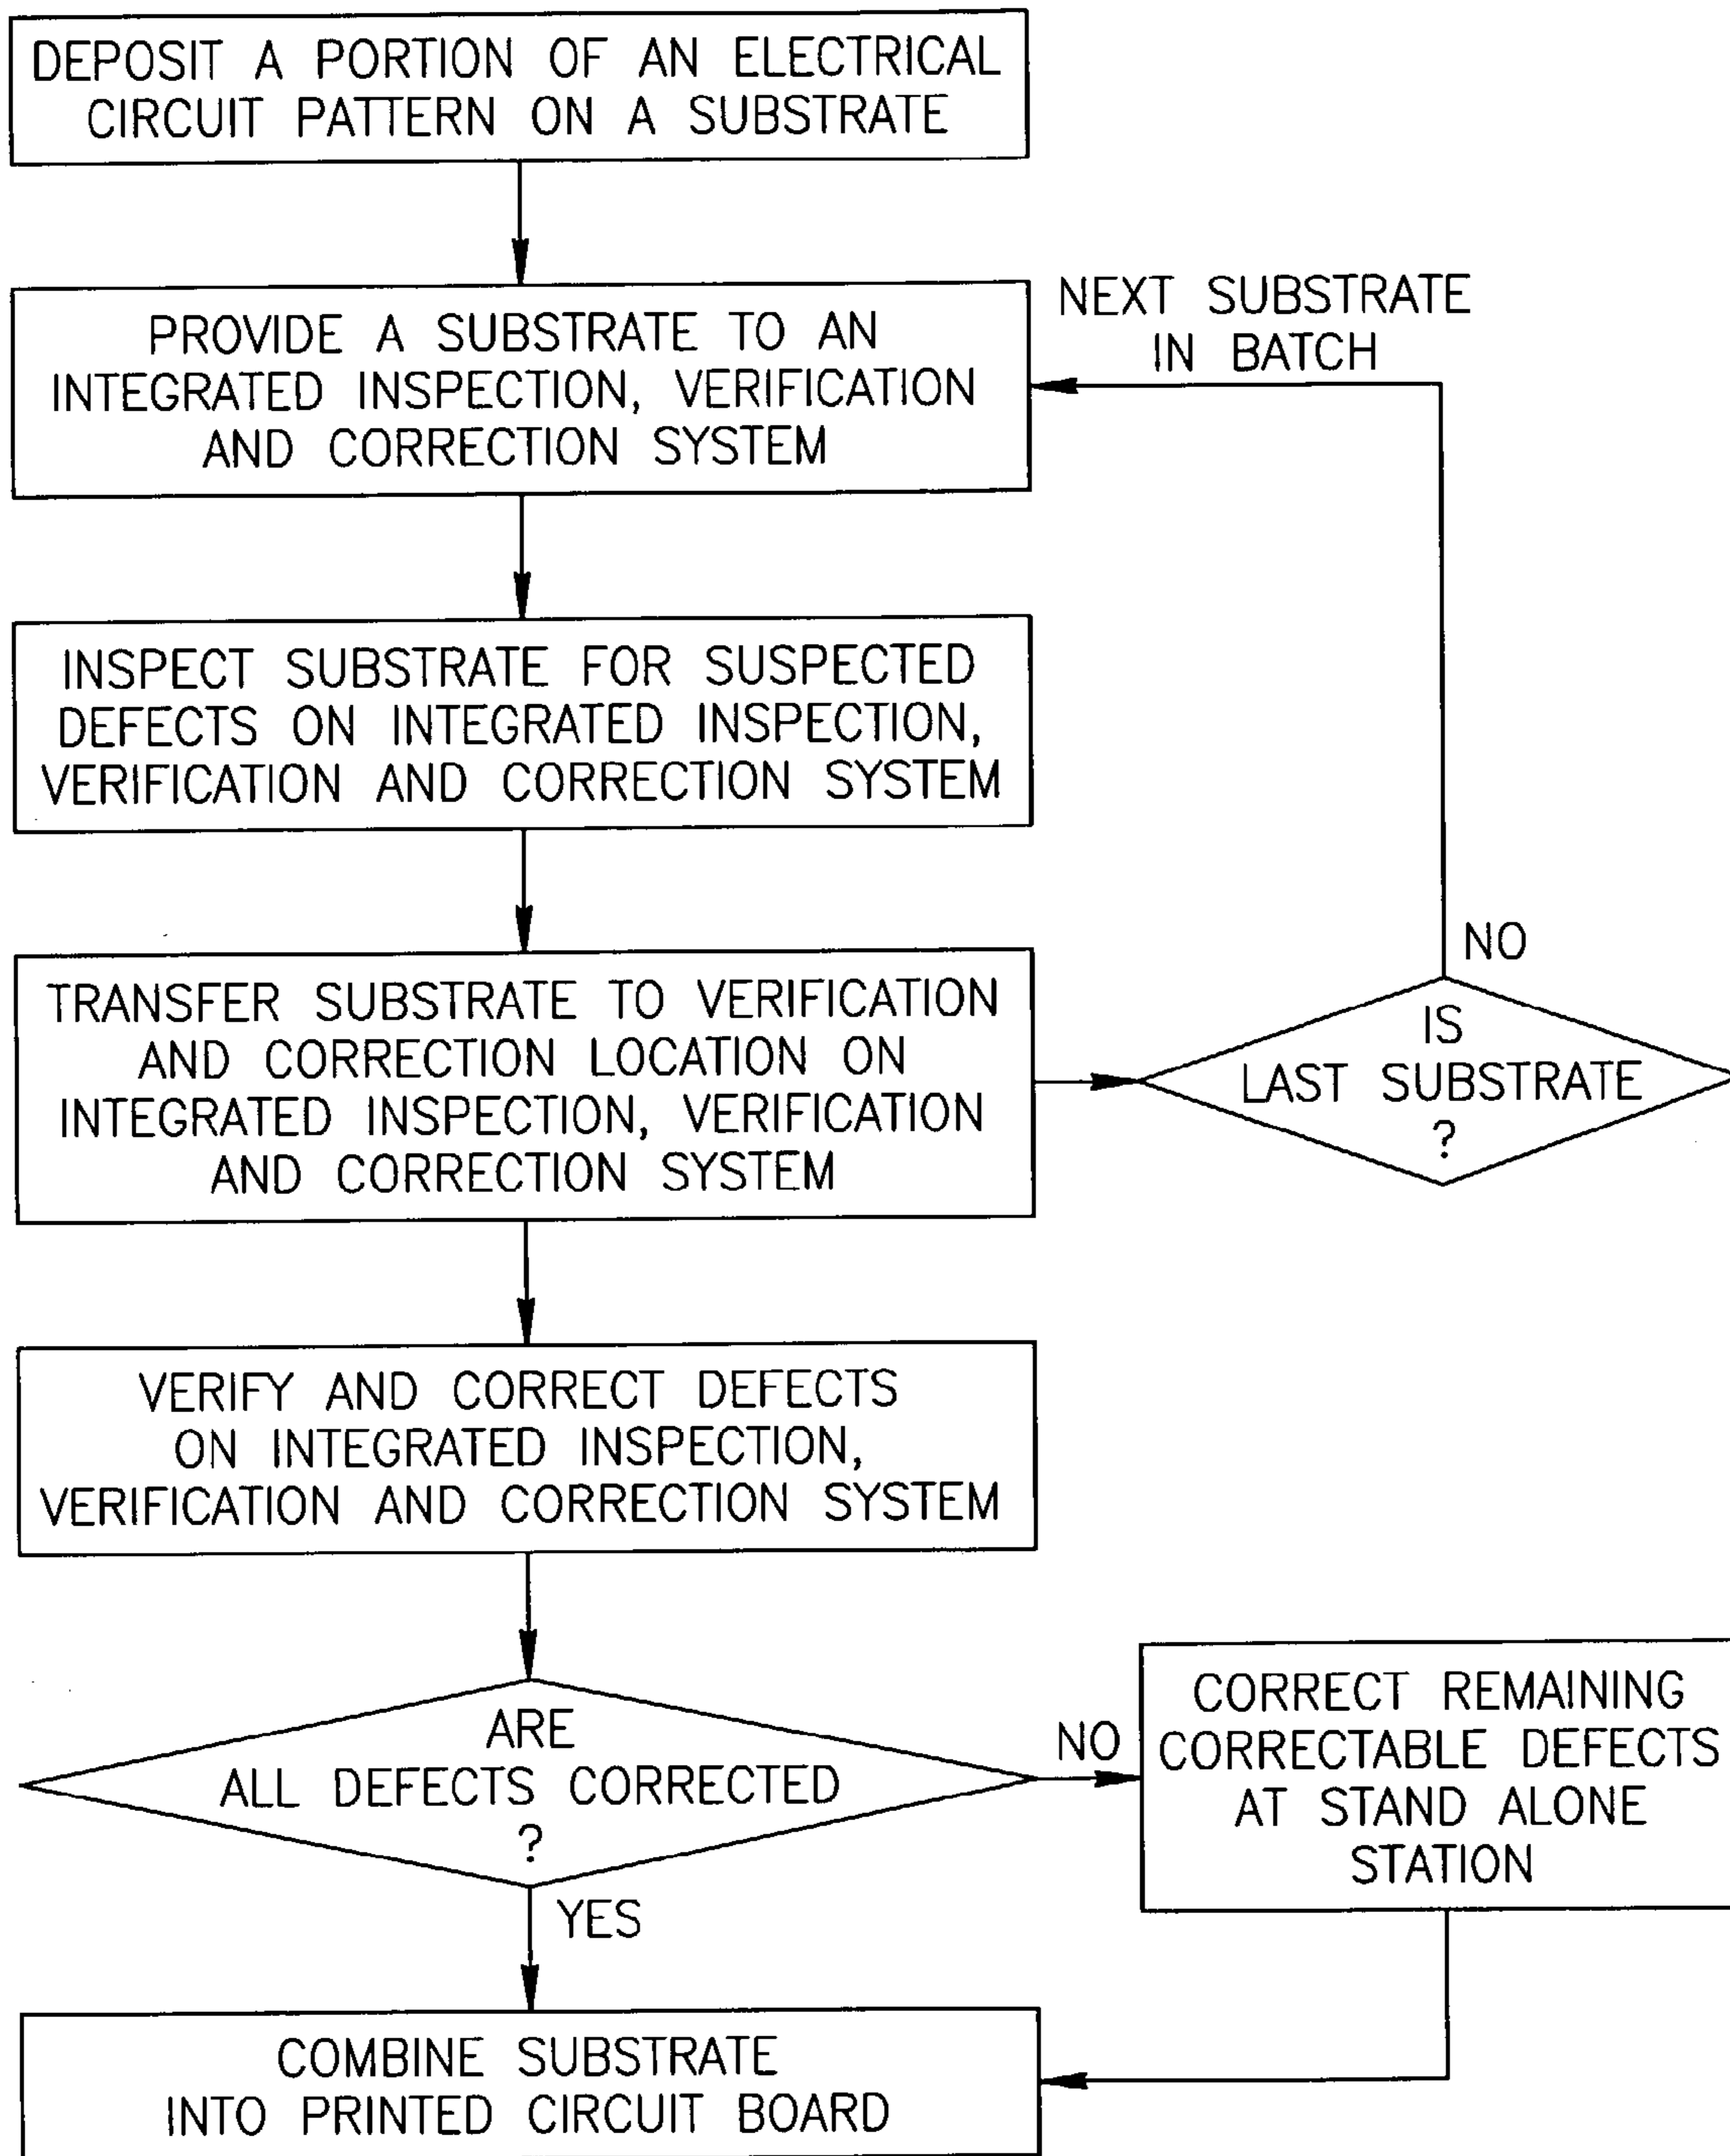 DEPOSIT A PORTION OF AN ELECTRICAL
CIRCUIT PATTERN ON A SUBSTRATE
PROVIDE A SUBSTRATE TO AN
INTEGRATED INSPECTION, VERIFICATION
AND CORRECTION SYSTEM
NEXT SUBSTRATE
IN BATCH
INSPECT SUBSTRATE FOR SUSPECTED
DEFECTS ON INTEGRATED INSPECTION,
VERIFICATION AND CORRECTION SYSTEM
TRANSFER SUBSTRATE TO VERIFICATION
AND CORRECTION LOCATION ON
INTEGRATED INSPECTION, VERIFICATION
AND CORRECTION SYSTEM
NO
IS
LAST SUBSTRATE
?
VERIFY AND CORRECT DEFECTS
ON INTEGRATED INSPECTION,
VERIFICATION AND CORRECTION SYSTEM
ARE
ALL DEFECTS CORRECTED
?
NO
CORRECT REMAINING
CORRECTABLE DEFECTS
AT STAND ALONE
STATION
YES
COMBINE SUBSTRATE
INTO PRINTED CIRCUIT BOARD